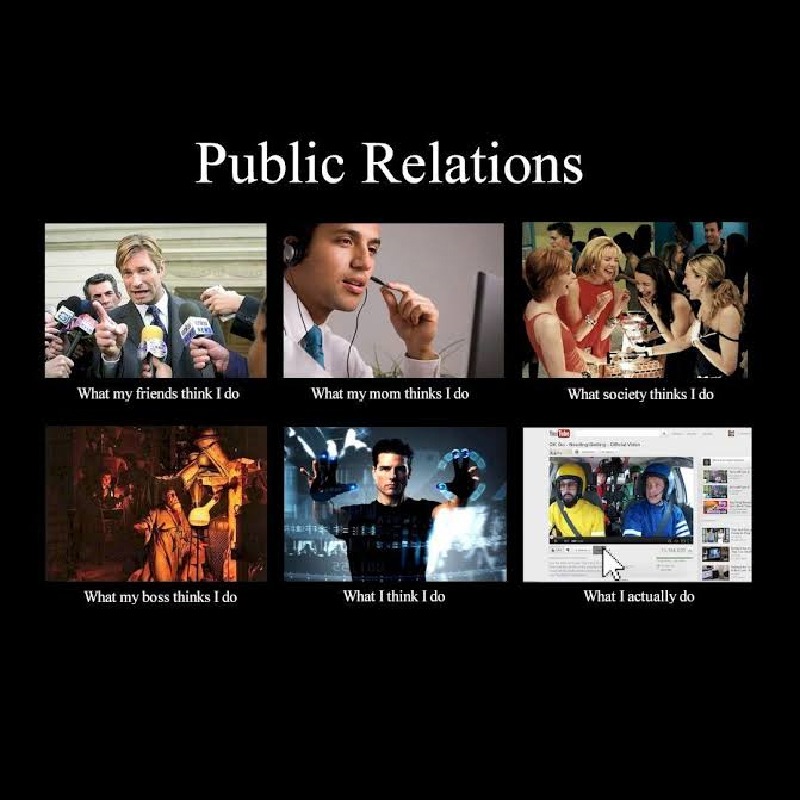 Public Relations
What my friends think I do
What my mom thinks I do
What society thinks I do
What my boss thinks I do
What I think I do
What I actually do
YouTube